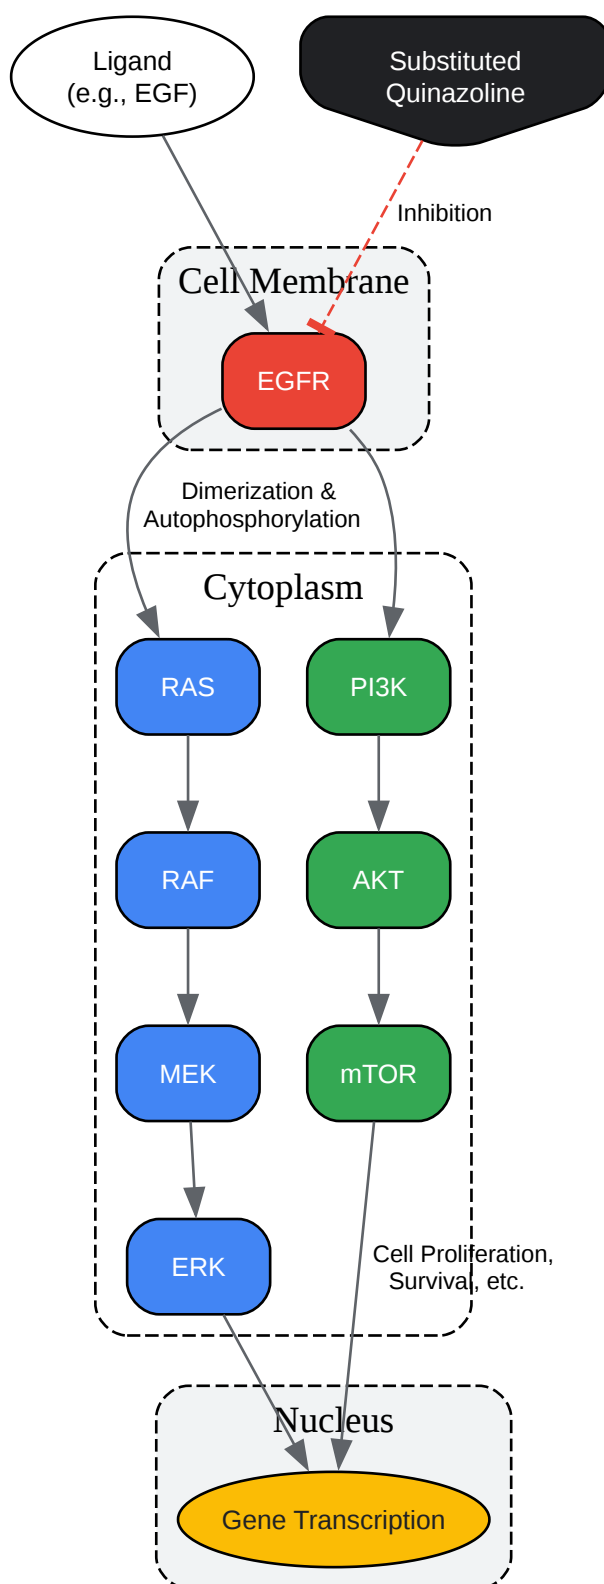 Ligand
(e.g., EGF)
Substituted
Quinazoline
Inhibition
Cell Membrane
EGFR
Dimerization &
Autophosphorylation
Cytoplasm
RAS
PI3K
RAF
AKT
MEK
mTOR
ERK
Cell Proliferation,
Survival, etc.
Nucleus
Gene Transcription